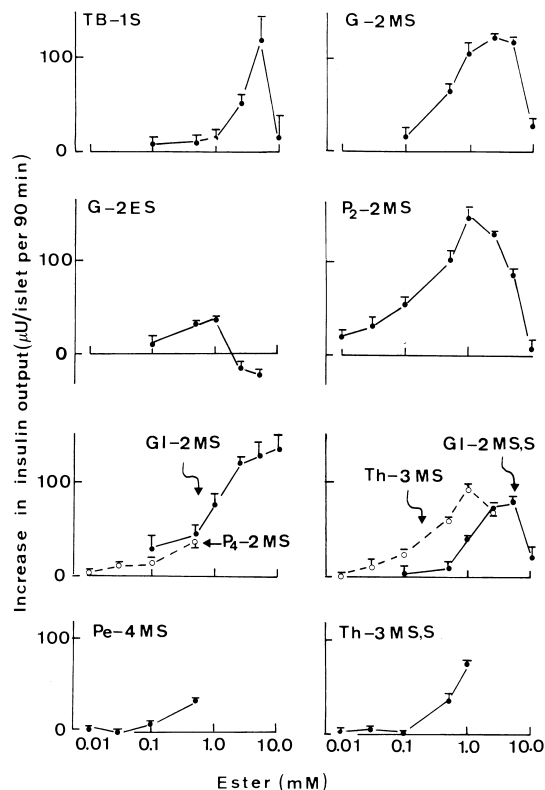 TB-1S
G-2MS
100
0
G-2ES
P2-2MS
100
0
Gl-2MS
P4-2MS
Th-3MS
Gl-2MS,S
100
0
Pe-4MS
Th-3MS,S
100
0
0.01 0.1 1.0 10.0
0.01 0.1 1.0 10.0
Ester (mM)
Increase in insulin output(μU/islet per 90 min)